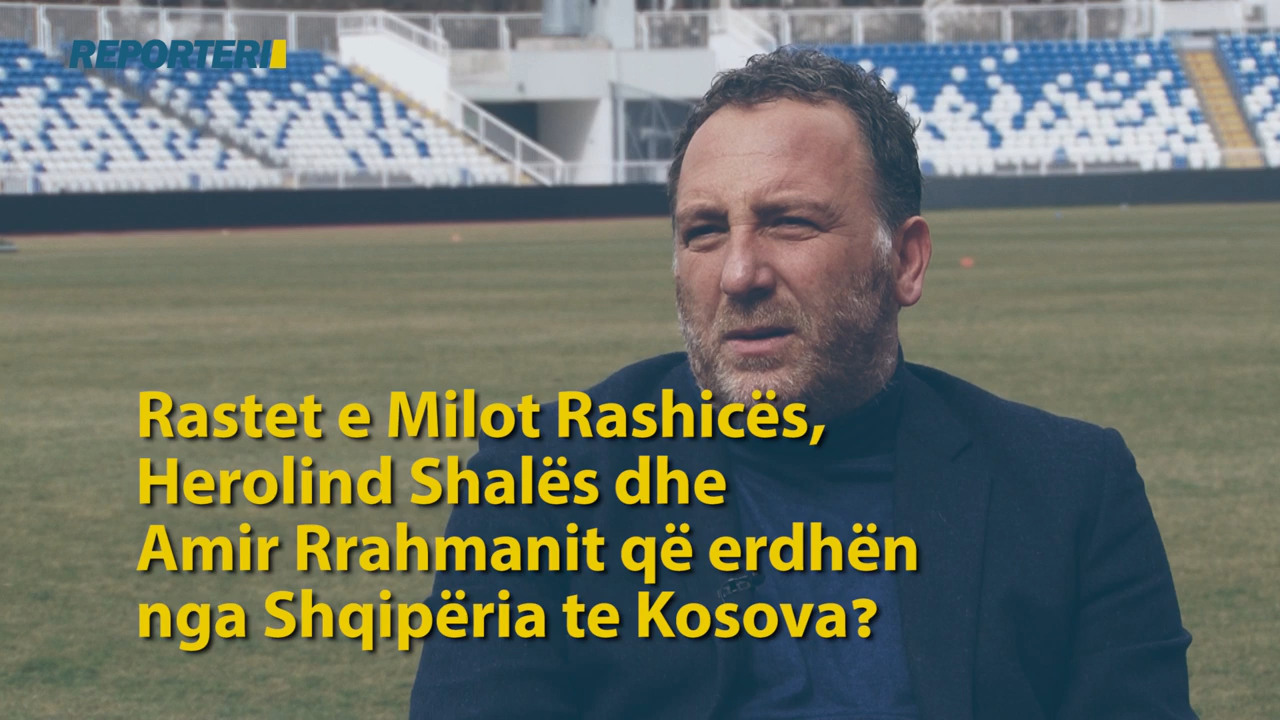 REPORTERI
Rastet e Milot Rashicës,
Herolind Shalës dhe
Amir Rrahmanit që erdhën
nga Shqipëria te Kosova?